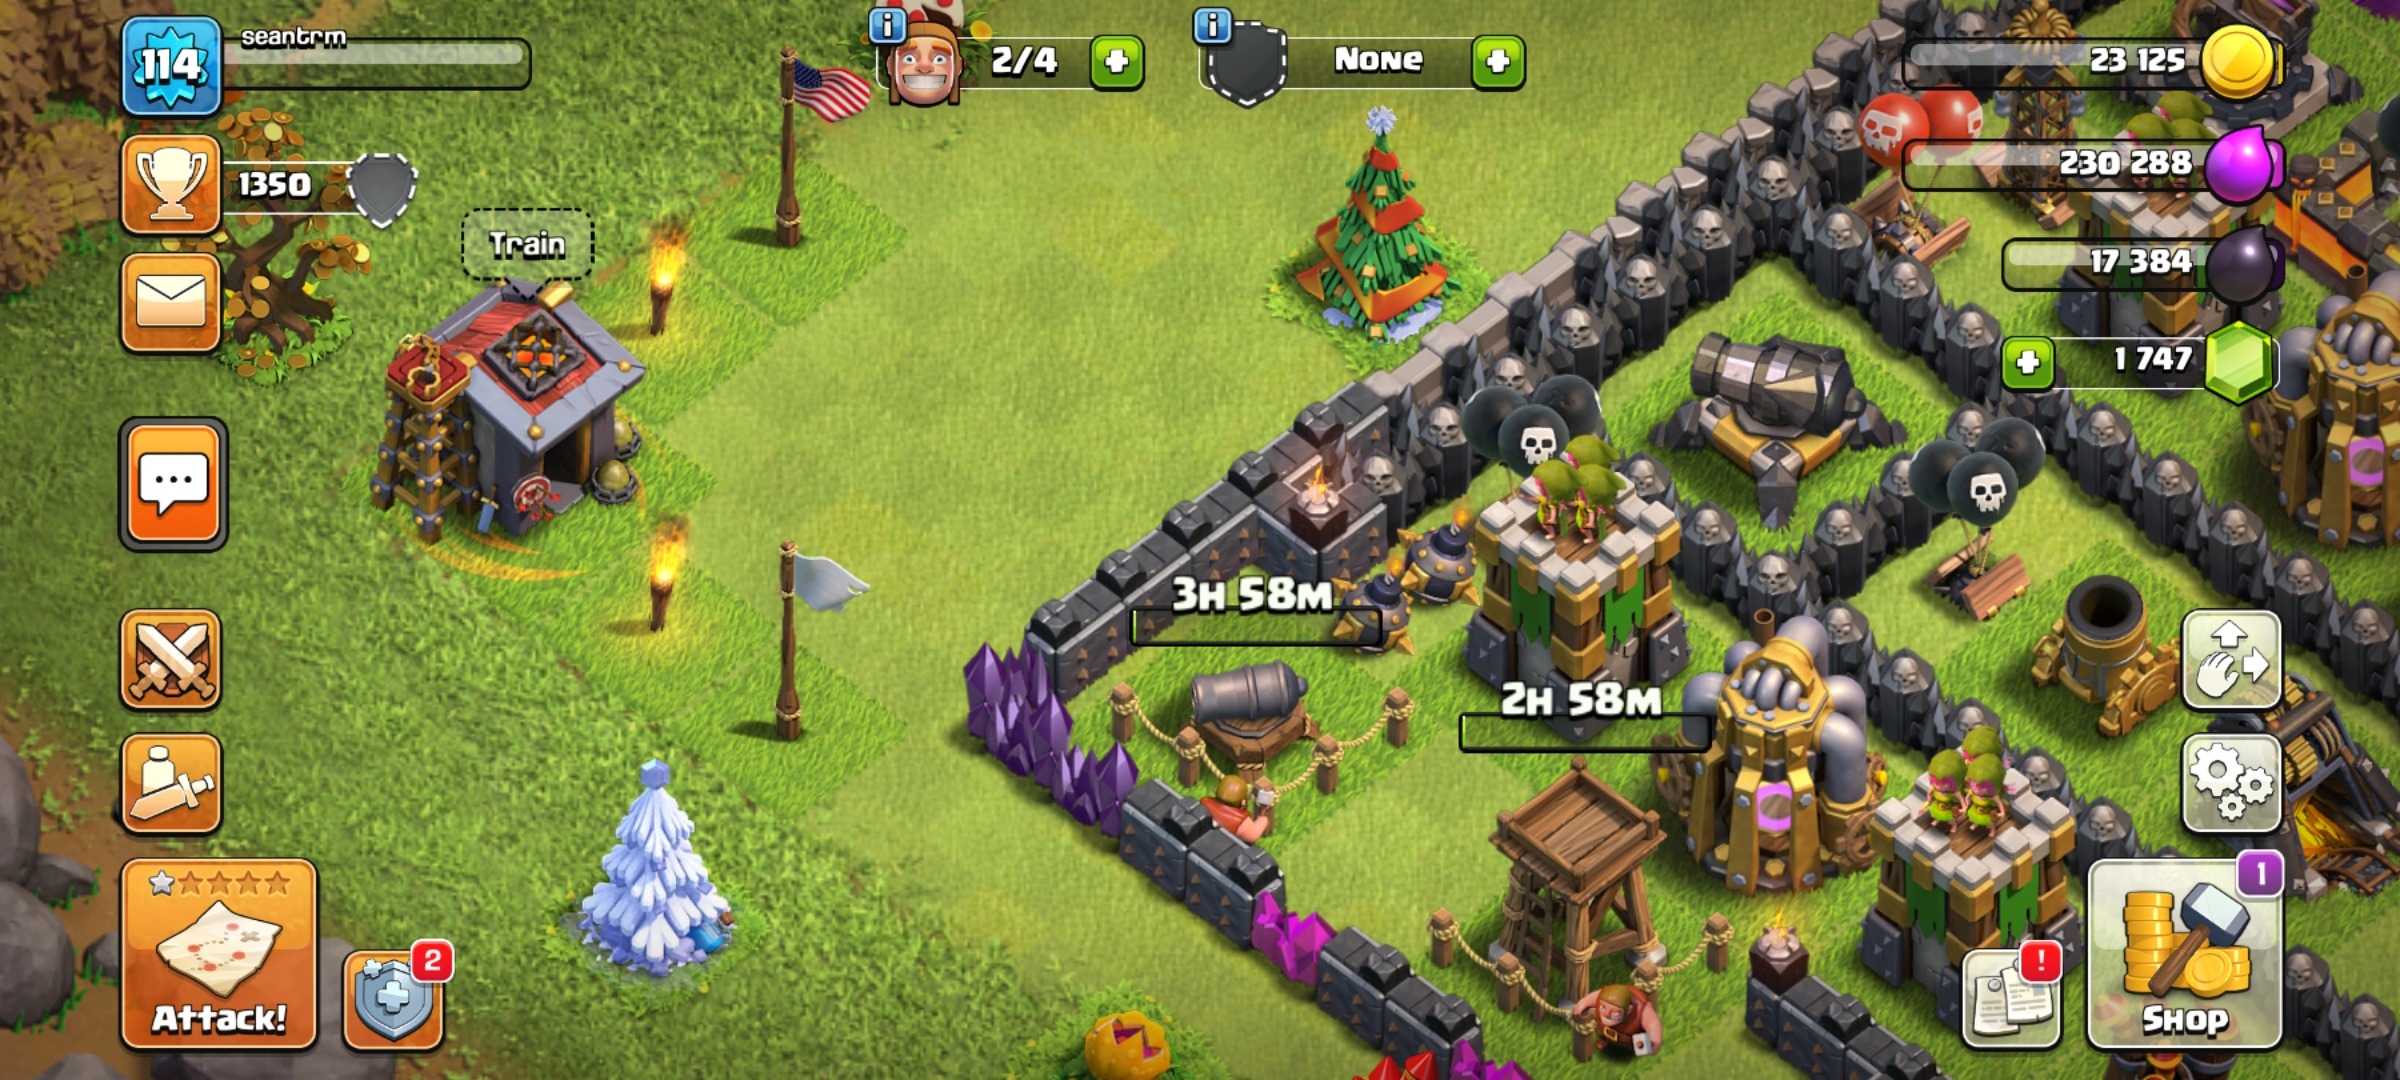 114
seantrm
i
2/4
i
None
23 125
1350
230 288
Train
17 384
1 747
3H 58M
2H 58M
1
2
!
Attack!
Shop